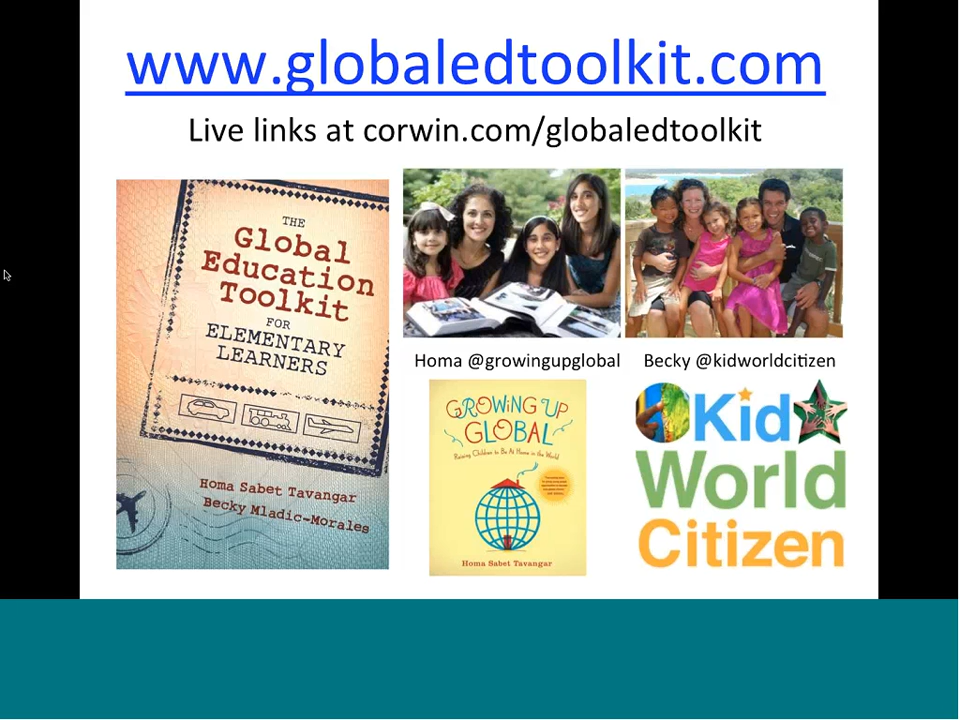 www.globaledtoolkit.com
Live links at corwin.com/globaledtoolkit
THE
Global
Education
Toolkit
FOR
ELEMENTARY
LEARNERS
Homa Sabet Tavangar
Becky Mladic-Morales
Homa @growingupglobal
Becky @kidworldcitizen
GROWING UP
GLOBAL
Raising Children to Be At Home in the World
Homa Sabet Tavangar
Kid
World
Citizen